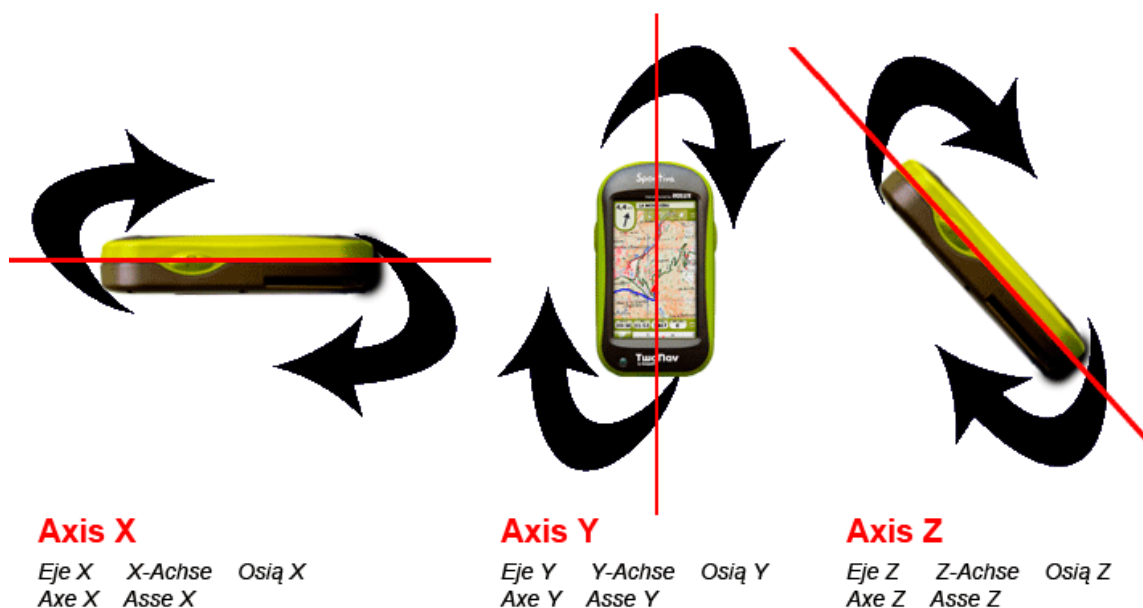 Sportiva
TwoNav
Axis X
Eje X X-Achse Osią X
Axe X Asse X
Axis Y
Eje Y Y-Achse Osią Y
Axe Y Asse Y
Axis Z
Eje Z Z-Achse Osią Z
Axe Z Asse Z